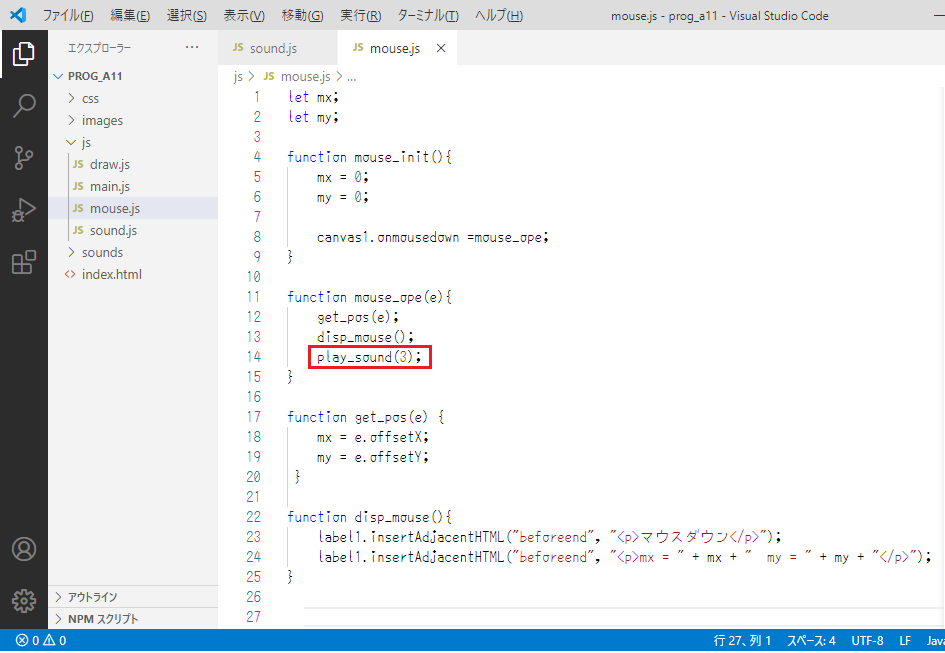 ファイル(F) 編集(E) 選択(S) 表示(V) 移動(G) 実行(R) ターミナル(T) ヘルプ(H) mouse.js - prog_a11 - Visual Studio Code
エクスプローラー ...
PROG_A11
css
images
js
JS draw.js
JS main.js
JS mouse.js
JS sound.js
sounds
<> index.html
アウトライン
NPM スクリプト
JS sound.js JS mouse.js ×
js > JS mouse.js > ...
1 let mx;
2 let my;
3
4 function mouse_init(){
5 mx = 0;
6 my = 0;
7
8 canvas1.onmousedown =mouse_ope;
9 }
10
11 function mouse_ope(e){
12 get_pos(e);
13 disp_mouse();
14 play_sound(3);
15 }
16
17 function get_pos(e) {
18 mx = e.offsetX;
19 my = e.offsetY;
20 }
21
22 function disp_mouse(){
23 label1.insertAdjacentHTML("beforeend", "<p>マウスダウン</p>");
24 label1.insertAdjacentHTML("beforeend", "<p>mx = " + mx + "  my = " + my + "</p>");
25 }
26
27
0 0 行 27、列 1 スペース: 4 UTF-8 LF Java